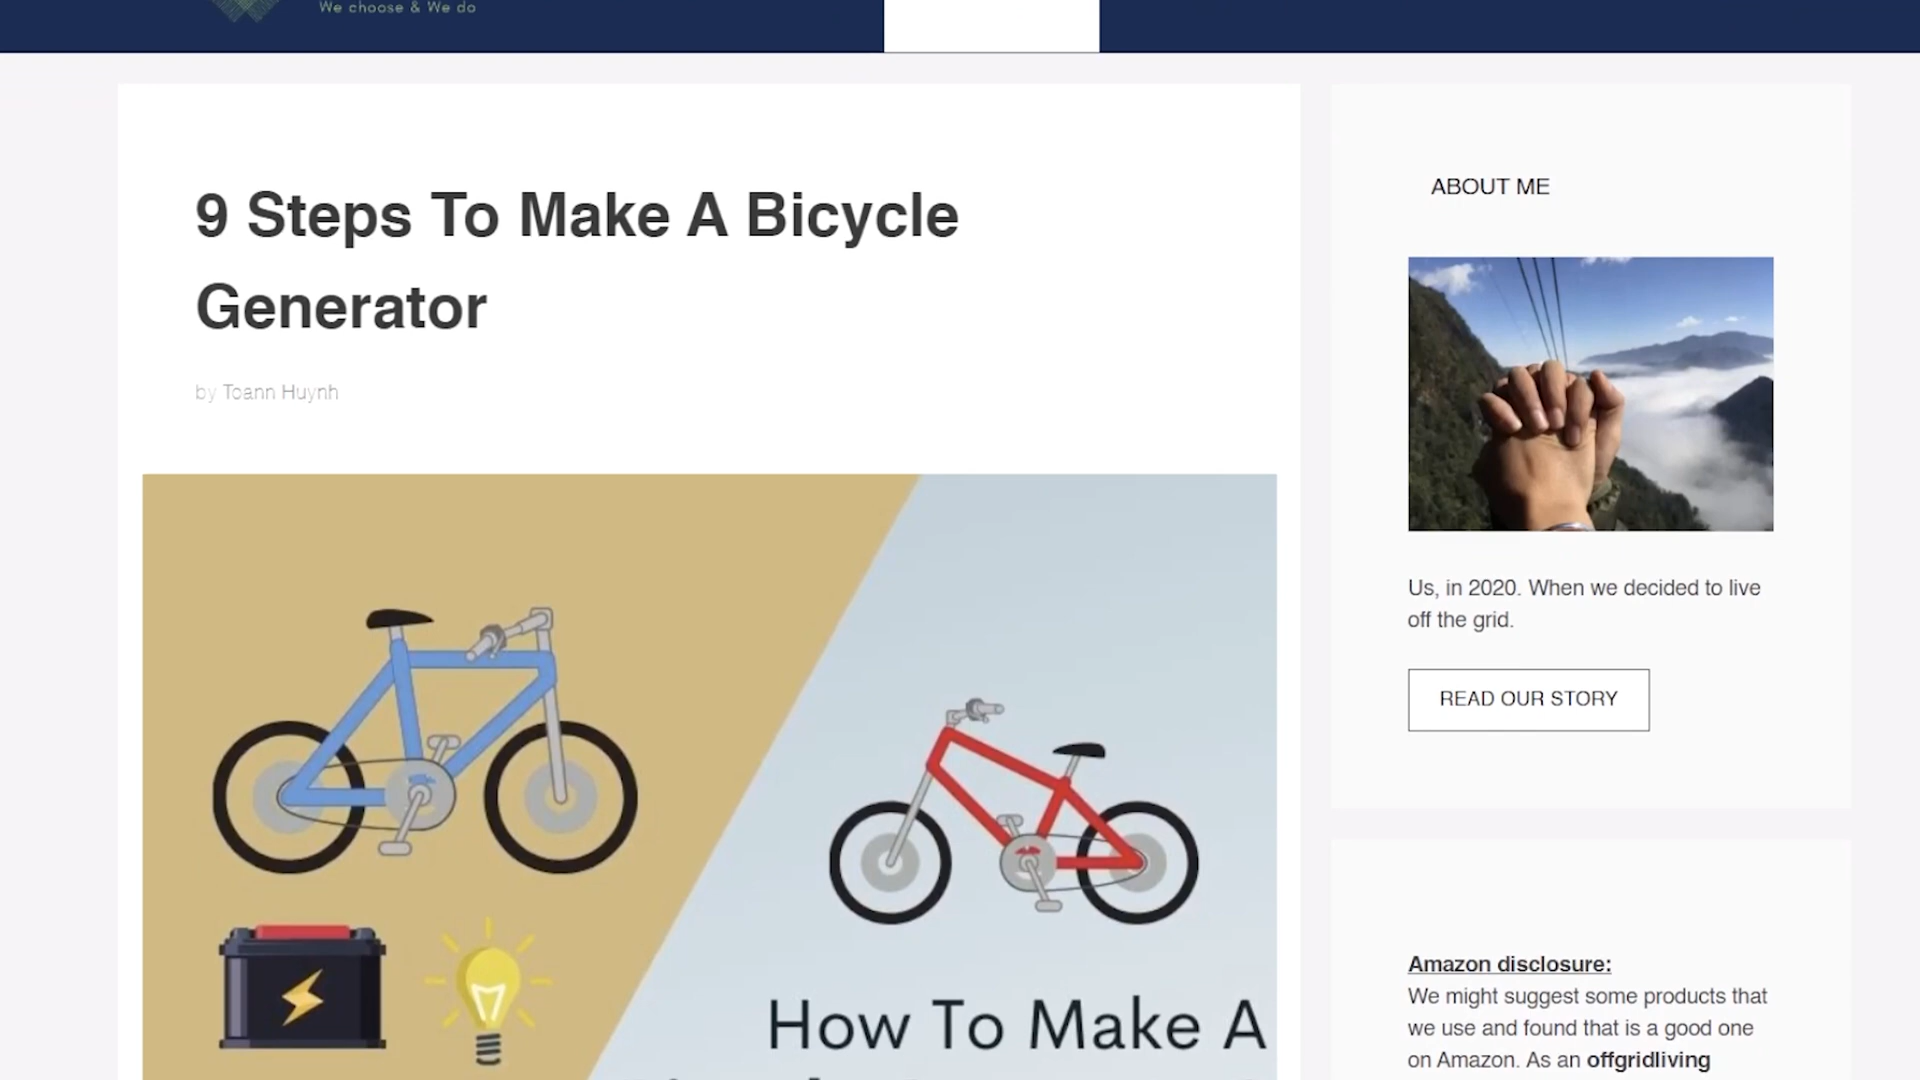 We choose & We do
9 Steps To Make A Bicycle
Generator
by Toann Huynh
How To Make A
ABOUT ME
Us, in 2020. When we decided to live
off the grid.
READ OUR STORY
Amazon disclosure:
We might suggest some products that
we use and found that is a good one
on Amazon. As an offgridliving